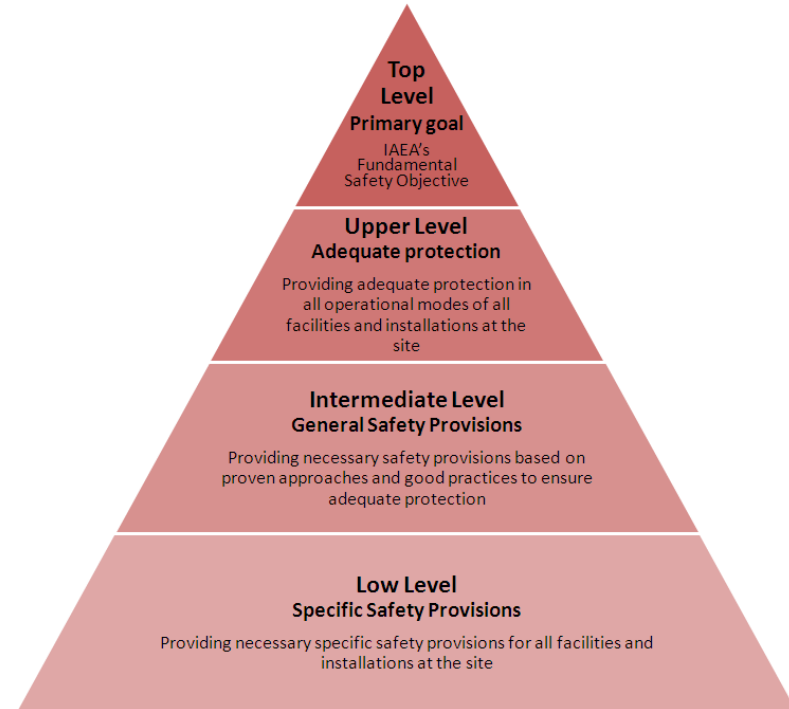 Top
Level
Primary goal
IAEA's
Fundamental
Safety Objective
Upper Level
Adequate protection
Providing adequate protection in
all operational modes of all
facilities and installations at the
site
Intermediate Level
General Safety Provisions
Providing necessary safety provisions based on
proven approaches and good practices to ensure
adequate protection
Low Level
Specific Safety Provisions
Providing necessary specific safety provisions for all facilities and
installations at the site